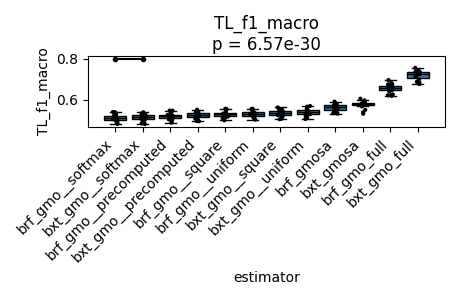 TL_f1_macro
p = 6.57e-30
TL_f1_macro
0.8
0.6
brf_gmo__softmax
bxt_gmo__softmax
brf_gmo__precomputed
bxt_gmo__precomputed
brf_gmo__square
brf_gmo__uniform
bxt_gmo__square
bxt_gmo__uniform
brf_gmosa
bxt_gmosa
brf_gmo_full
bxt_gmo_full
estimator